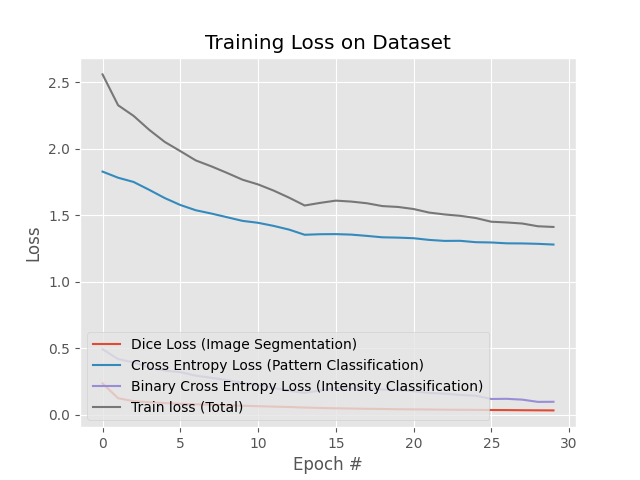 Training Loss on Dataset
2.5
2.0
1.5
1.0
0.5
0.0
Loss
Dice Loss (Image Segmentation)
Cross Entropy Loss (Pattern Classification)
Binary Cross Entropy Loss (Intensity Classification)
Train loss (Total)
0 5 10 15 20 25 30
Epoch #